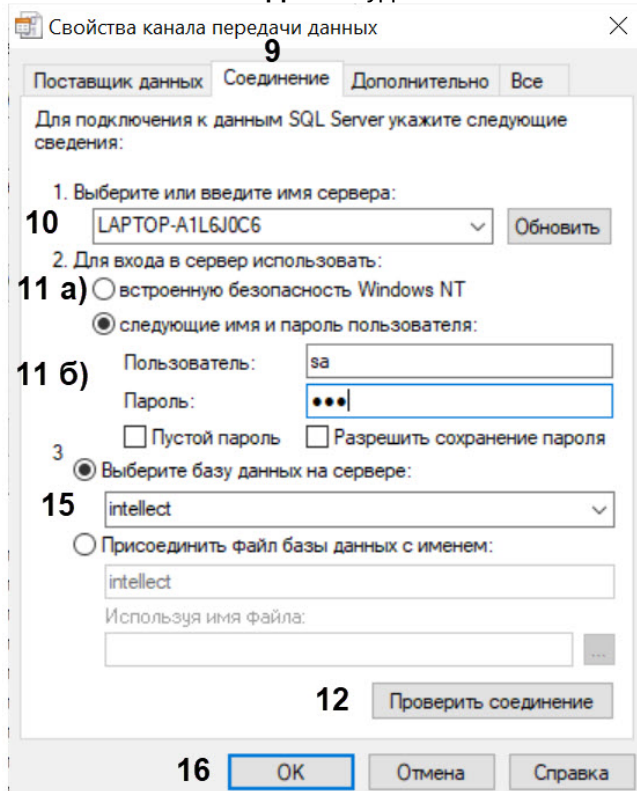 Свойства канала передачи данных
9
Поставщик данных Соединение Дополнительно Все
Для подключения к данным SQL Server укажите следующие
сведения:
1. Выберите или введите имя сервера:
10 LAPTOP-A1L6J0C6 Обновить
2. Для входа в сервер использовать:
11 а) встроенную безопасность Windows NT
следующие имя и пароль пользователя:
Пользователь: sa
11 б)
Пароль: •••
Пустой пароль Разрешить сохранение пароля
3
Выберите базу данных на сервере:
15 intellect
Присоединить файл базы данных с именем:
intellect
Используя имя файла:
...
12 Проверить соединение
16 OK Отмена Справка